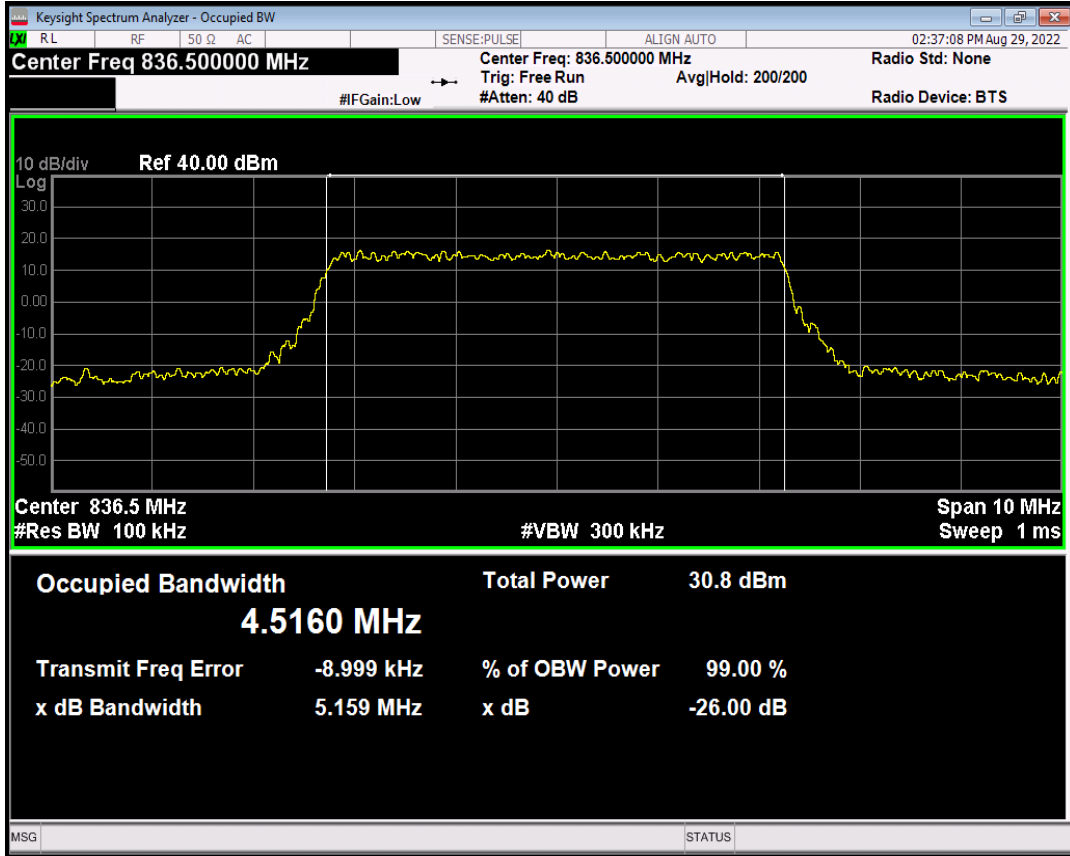 Keysight Spectrum Analyzer - Occupied BW
LXI RL RF 50 Ω AC SENSE:PULSE ALIGN AUTO 02:37:08 PM Aug 29, 2022
Center Freq 836.500000 MHz
Center Freq: 836.500000 MHz
Radio Std: None
Trig: Free Run Avg|Hold: 200/200
#IFGain:Low
#Atten: 40 dB
Radio Device: BTS
10 dB/div Ref 40.00 dBm
Log
30.0
20.0
10.0
0.00
-10.0
-20.0
-30.0
-40.0
-50.0
Center 836.5 MHz Span 10 MHz
#Res BW 100 kHz #VBW 300 kHz Sweep 1 ms
Occupied Bandwidth Total Power 30.8 dBm
4.5160 MHz
Transmit Freq Error -8.999 kHz % of OBW Power 99.00 %
x dB Bandwidth 5.159 MHz x dB -26.00 dB
MSG STATUS